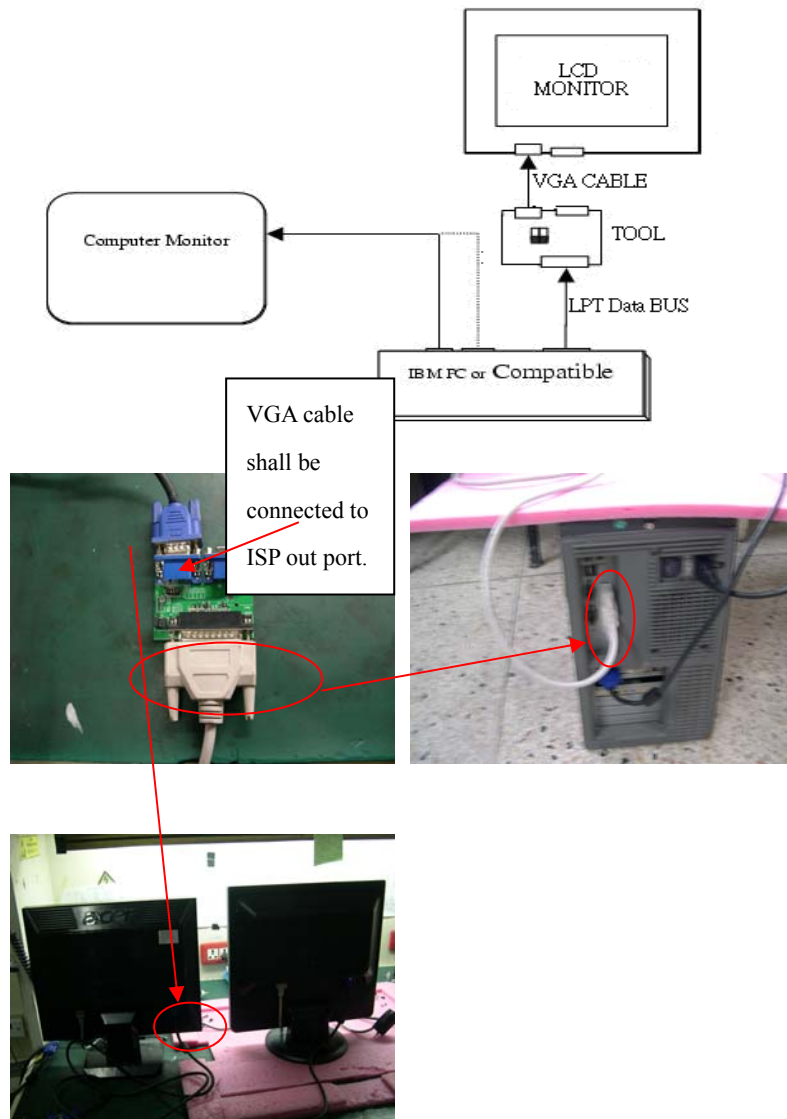 LCD
MONITOR
VGA CABLE
Computer Monitor
TOOL
LPT Data BUS
IBM PC or Compatible
VGA cable
shall be
connected to
ISP out port.
acer